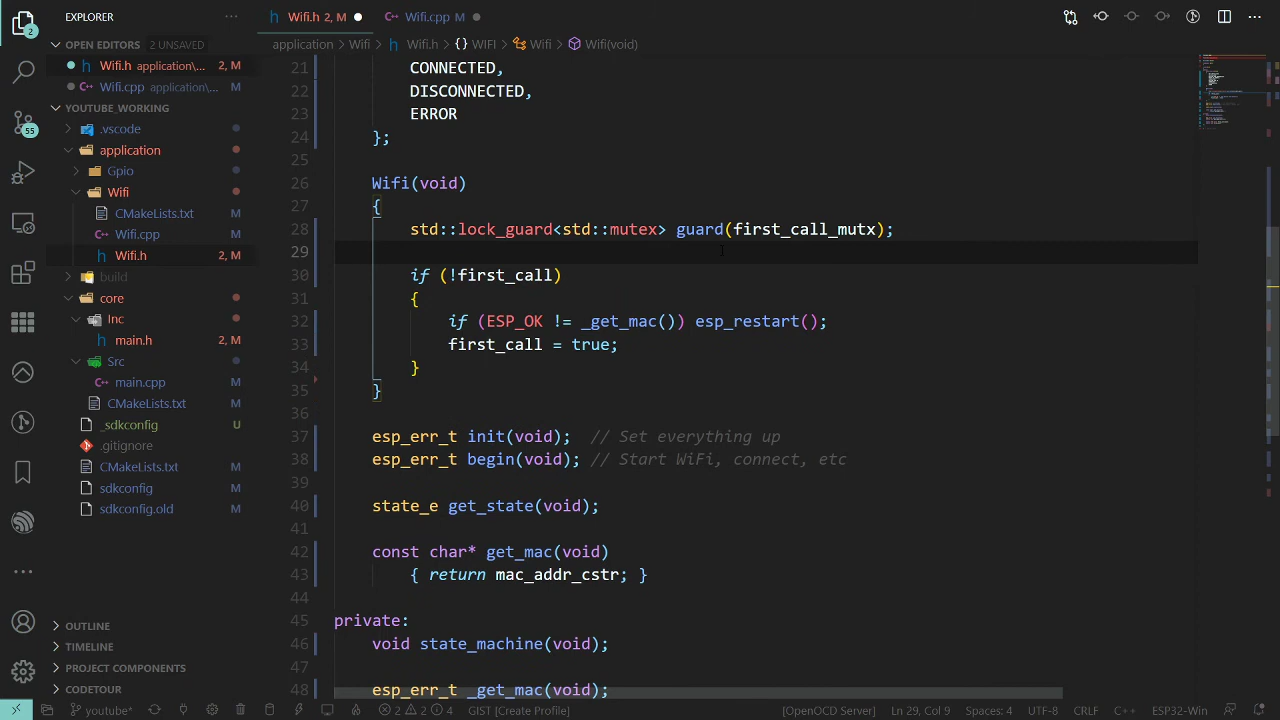 EXPLORER
Wifi.h 2, M
Wifi.cpp M
OPEN EDITORS 2 UNSAVED
application > Wifi > Wifi.h > {} WIFI > Wifi > Wifi(void)
Wifi.h application\... 2, M
Wifi.cpp application\... M
YOUTUBE_WORKING
.vscode
application
Gpio
Wifi
CMakeLists.txt M
Wifi.cpp M
Wifi.h 2, M
build
core
Inc
main.h 2, M
Src
main.cpp M
CMakeLists.txt M
_sdkconfig U
.gitignore
CMakeLists.txt M
sdkconfig M
sdkconfig.old M
55
OUTLINE
TIMELINE
PROJECT COMPONENTS
CODETOUR
21 CONNECTED,
22 DISCONNECTED,
23 ERROR
24 };
25
26 Wifi(void)
27 {
28 std::lock_guard<std::mutex> guard(first_call_mutx);
29
30 if (!first_call)
31 {
32 if (ESP_OK != _get_mac()) esp_restart();
33 first_call = true;
34 }
35 }
36
37 esp_err_t init(void); // Set everything up
38 esp_err_t begin(void); // Start WiFi, connect, etc
39
40 state_e get_state(void);
41
42 const char* get_mac(void)
43 { return mac_addr_cstr; }
44
45 private:
46 void state_machine(void);
47
48 esp_err_t _get_mac(void);
youtube* 2 2 4 GIST [Create Profile] [OpenOCD Server] Ln 29, Col 9 Spaces: 4 UTF-8 CRLF C++ ESP32-Win